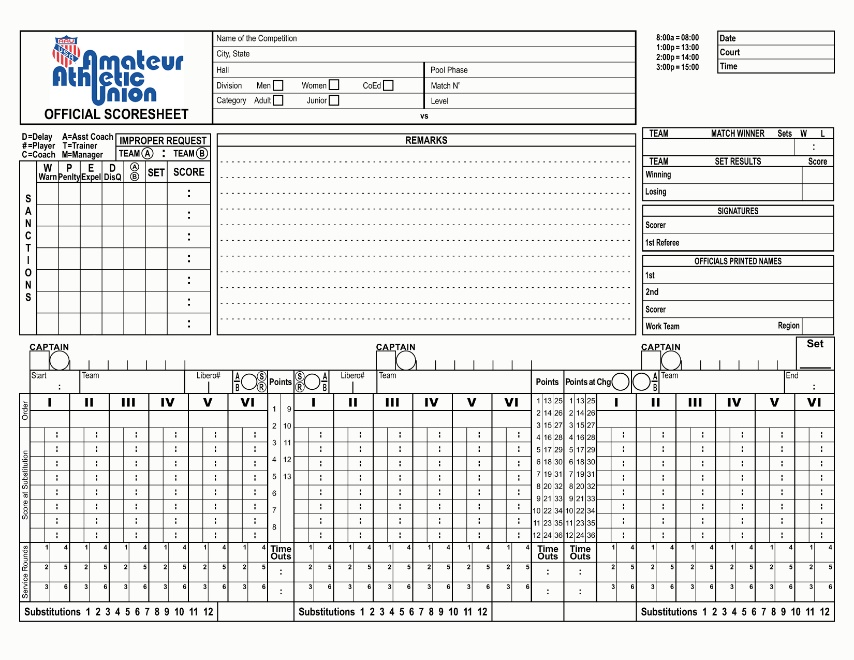 Amateur
Athletic
Union
OFFICIAL SCORESHEET
Name of the Competition
City, State
Hall
Pool Phase
Division Men Women CoEd
Match N'
Category Adult Junior
Level
vs
8:00a = 08:00
1:00p = 13:00
2:00p = 14:00
3:00p = 15:00
Date
Court
Time
D=Delay A=Asst Coach
#=Player T=Trainer
C=Coach M=Manager
IMPROPER REQUEST
TEAM A : TEAM B
W P E D A B SET SCORE
Warn Penlty Expel DisQ
SANCTIONS
:
:
:
:
:
:
:
REMARKS
TEAM MATCH WINNER Sets W L
:
TEAM SET RESULTS Score
Winning
Losing
SIGNATURES
Scorer
1st Referee
OFFICIALS PRINTED NAMES
1st
2nd
Scorer
Work Team Region
Set
CAPTAIN CAPTAIN CAPTAIN
Start : Team Libero# A B S R Points S R A B Libero# Team Points Points at Chg A B Team End :
Order
I II III IV V VI
I II III IV V VI
I II III IV V VI
Score at Substitution
1 9
2 10
3 11
4 12
5 13
6
7
8
1 13 25 1 13 25
2 14 26 2 14 26
3 15 27 3 15 27
4 16 28 4 16 28
5 17 29 5 17 29
6 18 30 6 18 30
7 19 31 7 19 31
8 20 32 8 20 32
9 21 33 9 21 33
10 22 34 10 22 34
11 23 35 11 23 35
12 24 36 12 24 36
Service Rounds
1 4 1 4 1 4 1 4 1 4 1 4 Time Outs 1 4 1 4 1 4 1 4 1 4 1 4 Time Outs Time Outs 1 4 1 4 1 4 1 4 1 4 1 4
2 5 2 5 2 5 2 5 2 5 2 5 : 2 5 2 5 2 5 2 5 2 5 2 5 : : 2 5 2 5 2 5 2 5 2 5 2 5
3 6 3 6 3 6 3 6 3 6 3 6 : 3 6 3 6 3 6 3 6 3 6 3 6 : : 3 6 3 6 3 6 3 6 3 6 3 6
Substitutions 1 2 3 4 5 6 7 8 9 10 11 12
Substitutions 1 2 3 4 5 6 7 8 9 10 11 12
Substitutions 1 2 3 4 5 6 7 8 9 10 11 12